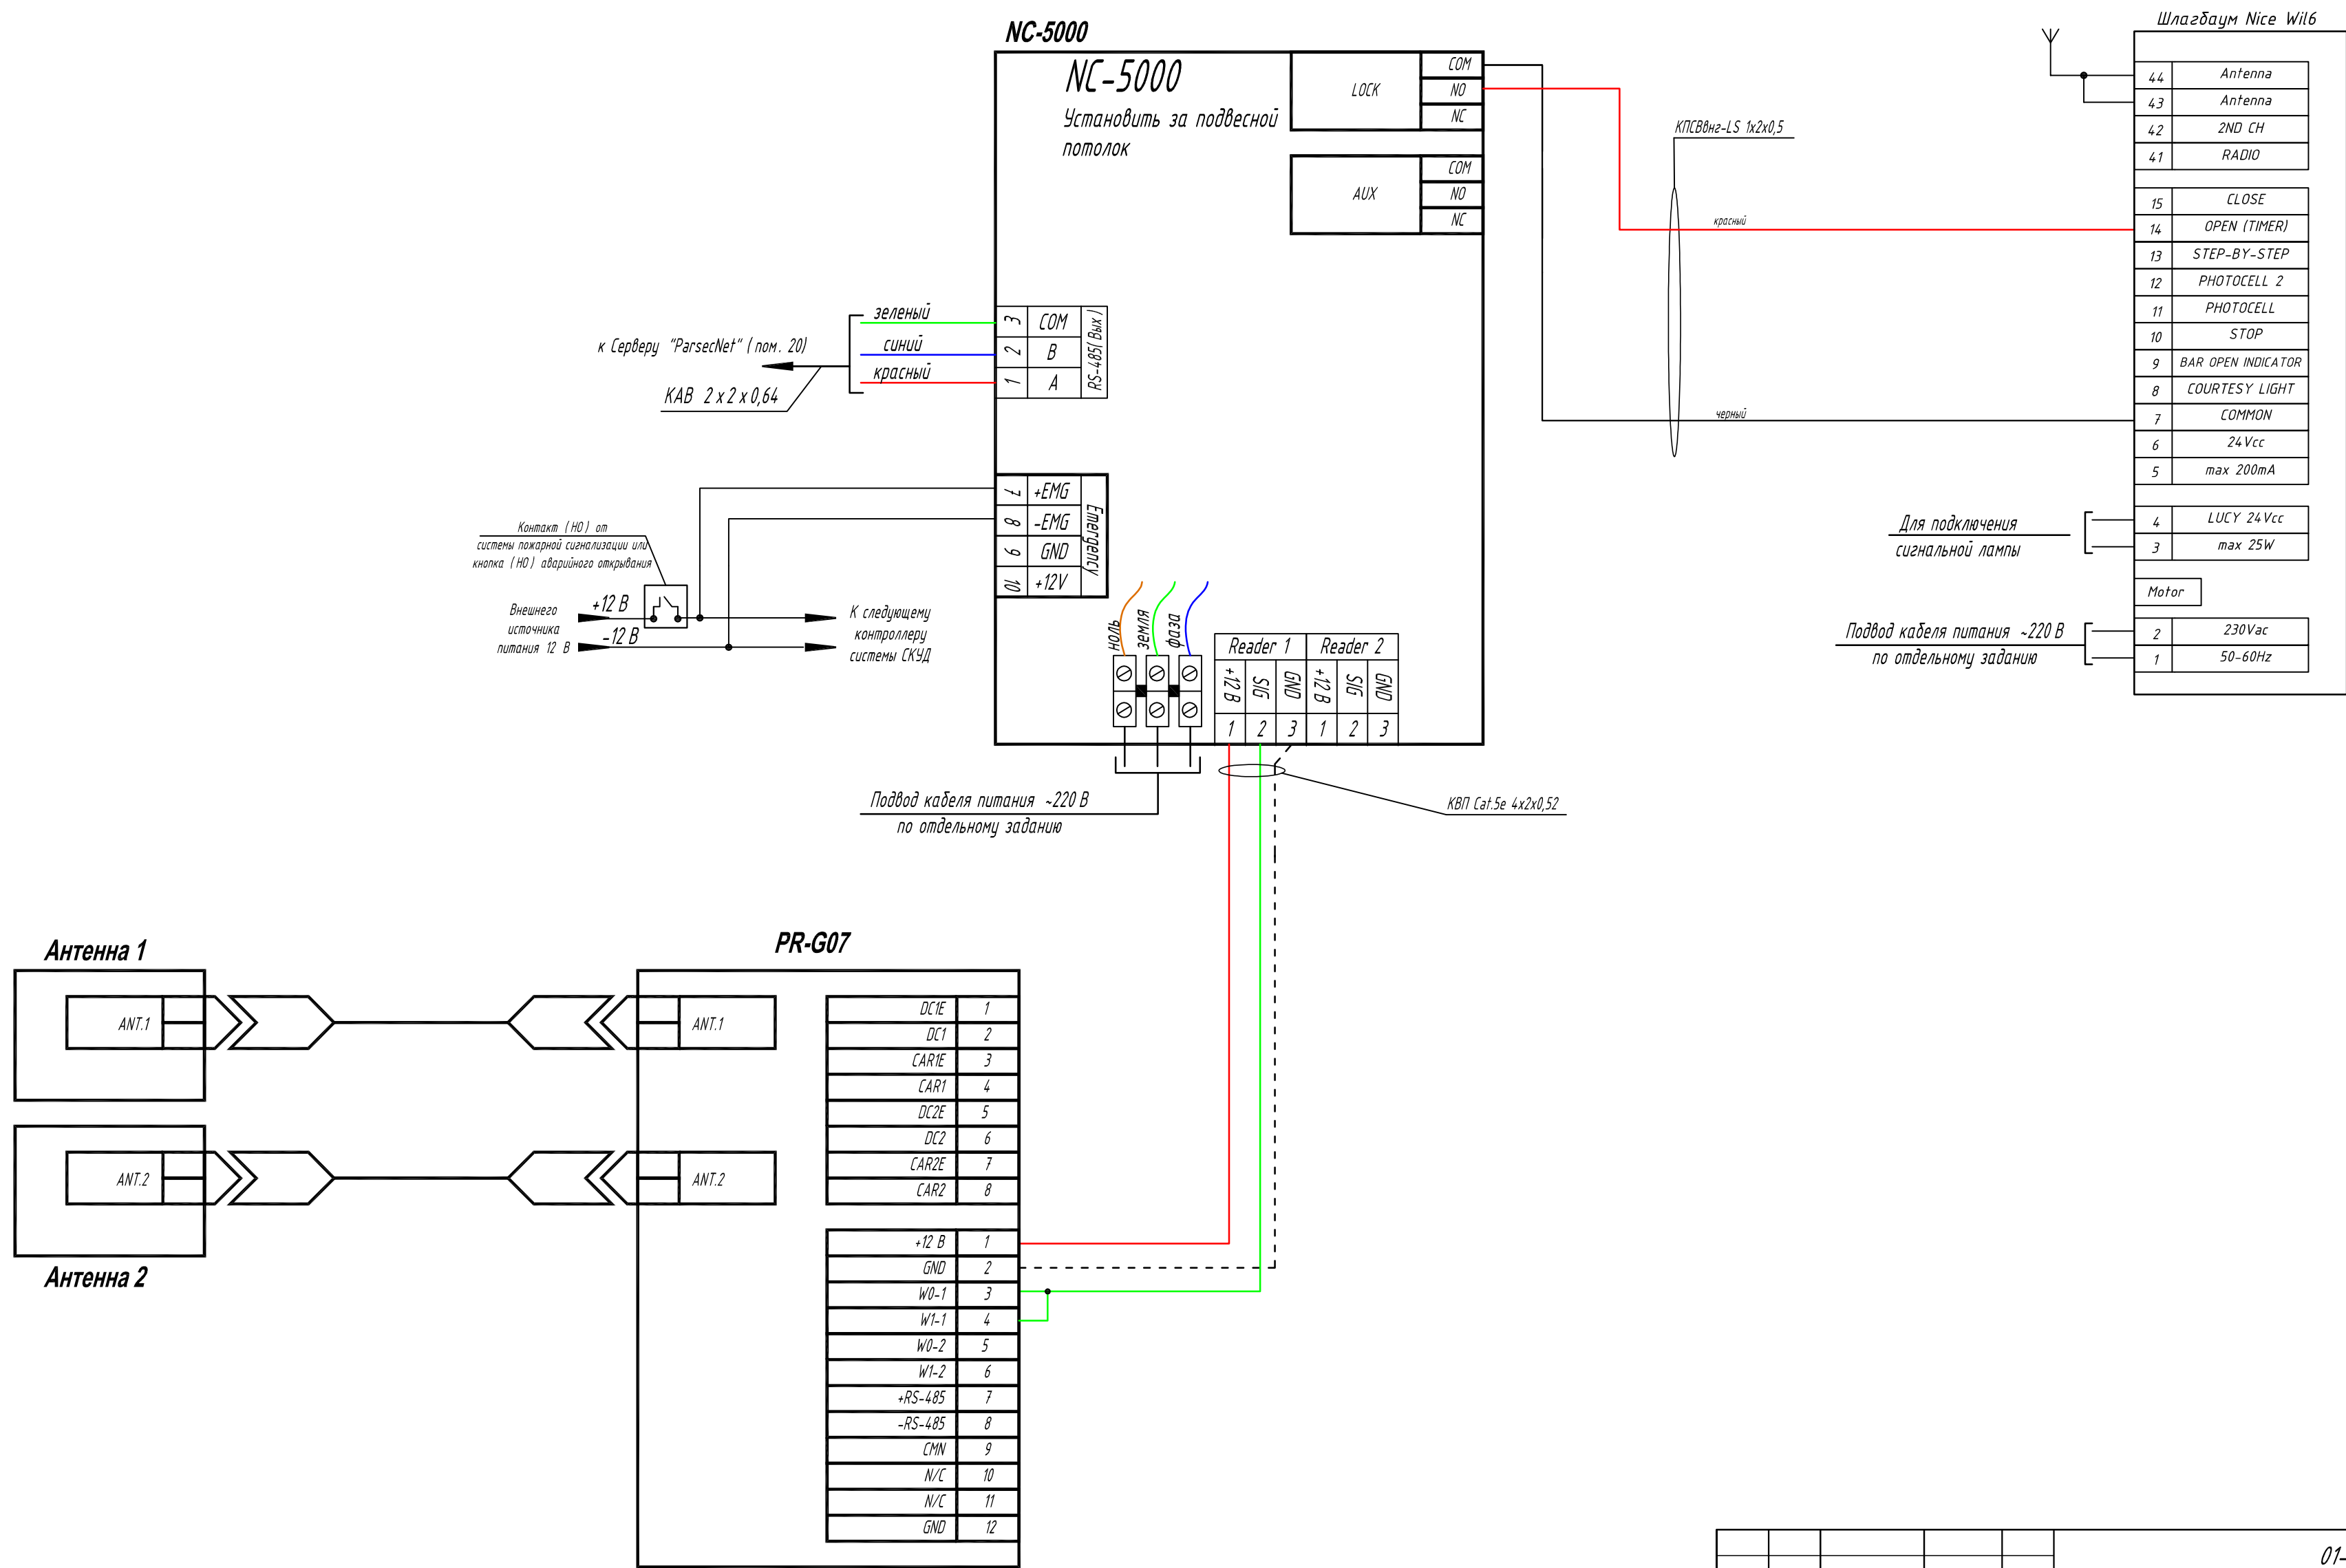 NC-5000
NC-5000
Установить за подвесной
потолок
LOCK
COM
NO
NC
AUX
COM
NO
NC
зеленый
синий
красный
к Серверу "ParsecNet" (пом. 20)
КАВ 2 x 2 x 0,64
3 COM
2 B
1 A
RS-485( Вых )
7 +EMG
8 -EMG
9 GND
10 +12V
Emergency
Контакт (НО) от
системы пожарной сигнализации или
кнопка (НО) аварийного открывания
Внешнего
источника
питания 12 В
+12 В
-12 В
К следующему
контроллеру
системы СКУД
ноль
земля
фаза
Reader 1
Reader 2
+12 В
SIG
GND
+12 В
SIG
GND
1 2 3 1 2 3
Подвод кабеля питания ~220 В
по отдельному заданию
КВП Cat.5e 4x2x0,52
КПСВвнг-LS 1x2x0,5
красный
черный
Шлагбаум Nice Wil6
44 Antenna
43 Antenna
42 2ND CH
41 RADIO
15 CLOSE
14 OPEN (TIMER)
13 STEP-BY-STEP
12 PHOTOCELL 2
11 PHOTOCELL
10 STOP
9 BAR OPEN INDICATOR
8 COURTESY LIGHT
7 COMMON
6 24Vcc
5 max 200mA
4 LUCY 24Vcc
3 max 25W
Motor
2 230Vac
1 50-60Hz
Для подключения
сигнальной лампы
Подвод кабеля питания ~220 В
по отдельному заданию
Антенна 1
ANT.1
ANT.1
ANT.2
ANT.2
Антенна 2
PR-G07
DC1E 1
DC1 2
CAR1E 3
CAR1 4
DC2E 5
DC2 6
CAR2E 7
CAR2 8
+12 В 1
GND 2
W0-1 3
W1-1 4
W0-2 5
W1-2 6
+RS-485 7
-RS-485 8
CMN 9
N/C 10
N/C 11
GND 12
01-